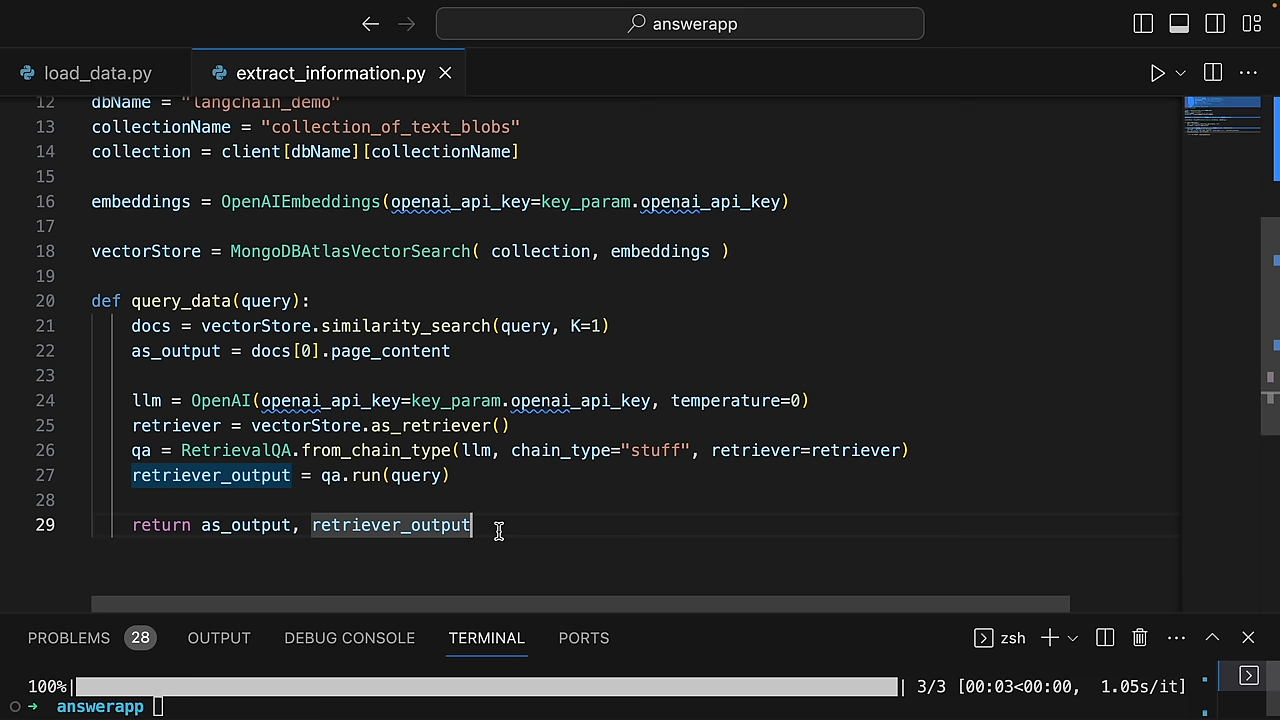 answerapp
load_data.py
extract_information.py
12 dbName = "langchain_demo"
13 collectionName = "collection_of_text_blobs"
14 collection = client[dbName][collectionName]
15
16 embeddings = OpenAIEmbeddings(openai_api_key=key_param.openai_api_key)
17
18 vectorStore = MongoDBAtlasVectorSearch( collection, embeddings )
19
20 def query_data(query):
21 docs = vectorStore.similarity_search(query, K=1)
22 as_output = docs[0].page_content
23
24 llm = OpenAI(openai_api_key=key_param.openai_api_key, temperature=0)
25 retriever = vectorStore.as_retriever()
26 qa = RetrievalQA.from_chain_type(llm, chain_type="stuff", retriever=retriever)
27 retriever_output = qa.run(query)
28
29 return as_output, retriever_output
PROBLEMS 28 OUTPUT DEBUG CONSOLE TERMINAL PORTS zsh
100%| | 3/3 [00:03<00:00, 1.05s/it]
answerapp